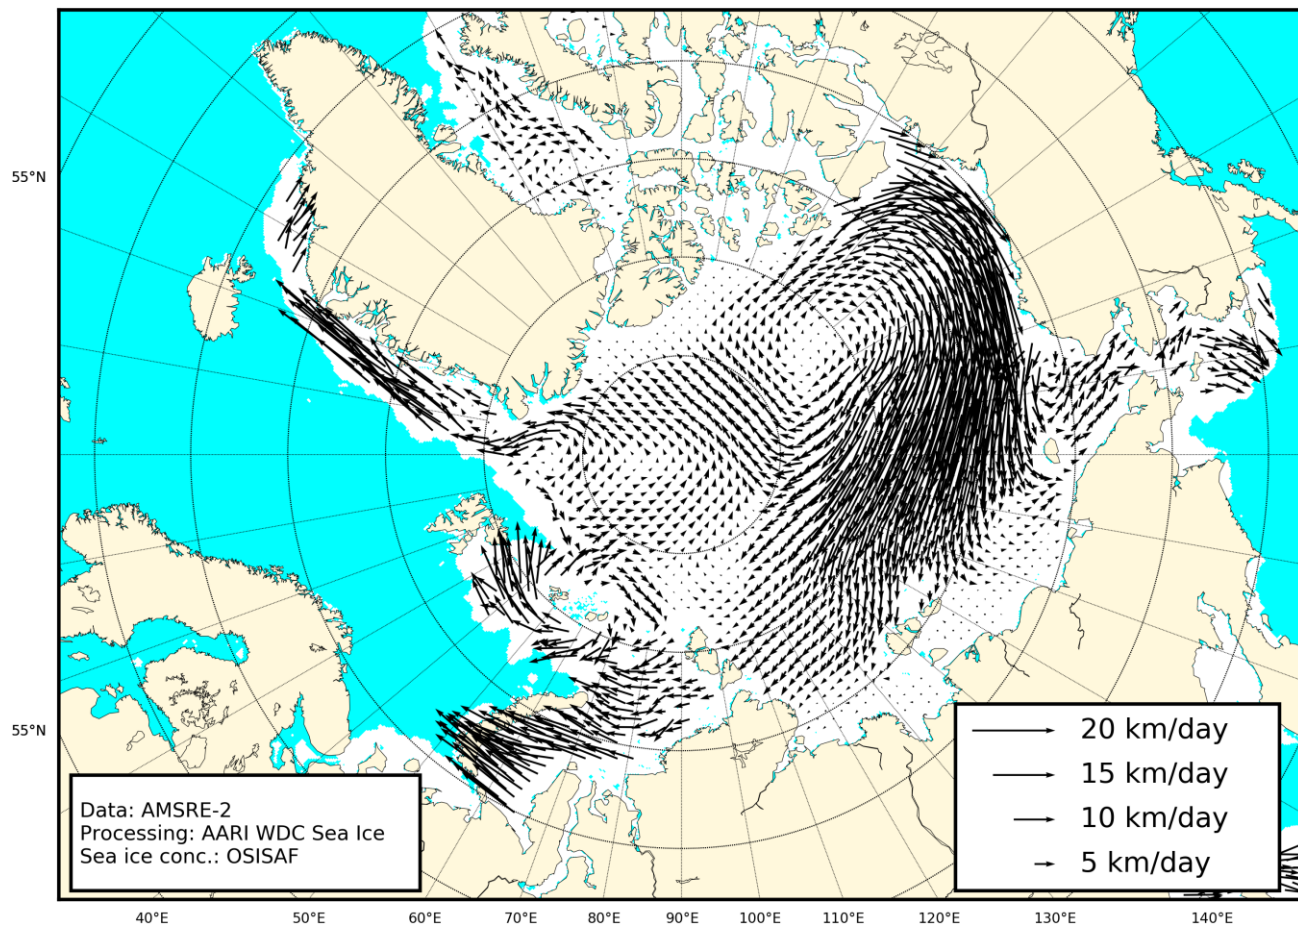 55°N
55°N
20 km/day
15 km/day
10 km/day
5 km/day
Data: AMSRE-2
Processing: AARI WDC Sea Ice
Sea ice conc.: OSISAF
40°E 50°E 60°E 70°E 80°E 90°E 100°E 110°E 120°E 130°E 140°E